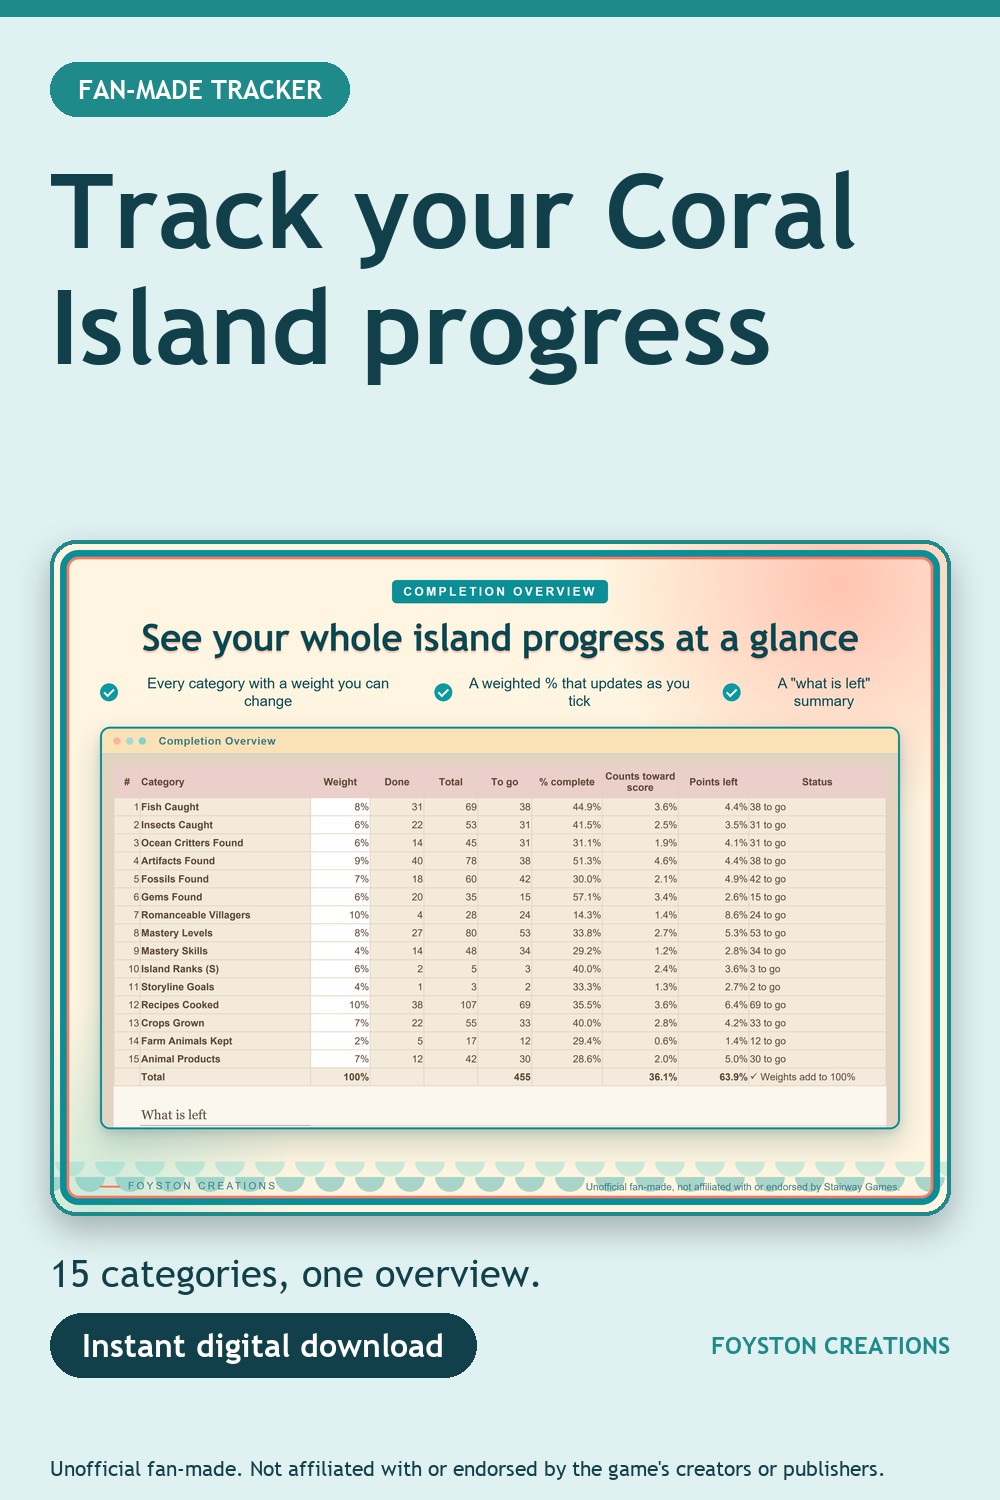 FAN-MADE TRACKER
Track your Coral
Island progress
COMPLETION OVERVIEW
See your whole island progress at a glance
Every category with a weight you can
change
A weighted % that updates as you
tick
A "what is left"
summary
Completion Overview
# Category Weight Done Total To go % complete Counts toward score Points left Status
1 Fish Caught 8% 31 69 38 44.9% 3.6% 4.4% 38 to go
2 Insects Caught 6% 22 53 31 41.5% 2.5% 3.5% 31 to go
3 Ocean Critters Found 6% 14 45 31 31.1% 1.9% 4.1% 31 to go
4 Artifacts Found 9% 40 78 38 51.3% 4.6% 4.4% 38 to go
5 Fossils Found 7% 18 60 42 30.0% 2.1% 4.9% 42 to go
6 Gems Found 6% 20 35 15 57.1% 3.4% 2.6% 15 to go
7 Romanceable Villagers 10% 4 28 24 14.3% 1.4% 8.6% 24 to go
8 Mastery Levels 8% 27 80 53 33.8% 2.7% 5.3% 53 to go
9 Mastery Skills 4% 14 48 34 29.2% 1.2% 2.8% 34 to go
10 Island Ranks (S) 6% 2 5 3 40.0% 2.4% 3.6% 3 to go
11 Storyline Goals 4% 1 3 2 33.3% 1.3% 2.7% 2 to go
12 Recipes Cooked 10% 38 107 69 35.5% 3.6% 6.4% 69 to go
13 Crops Grown 7% 22 55 33 40.0% 2.8% 4.2% 33 to go
14 Farm Animals Kept 2% 5 17 12 29.4% 0.6% 1.4% 12 to go
15 Animal Products 7% 12 42 30 28.6% 2.0% 5.0% 30 to go
Total 100% 455 36.1% 63.9% ✓ Weights add to 100%
What is left
FOYSTON CREATIONS
Unofficial fan-made, not affiliated with or endorsed by Stairway Games.
15 categories, one overview.
Instant digital download
FOYSTON CREATIONS
Unofficial fan-made. Not affiliated with or endorsed by the game's creators or publishers.